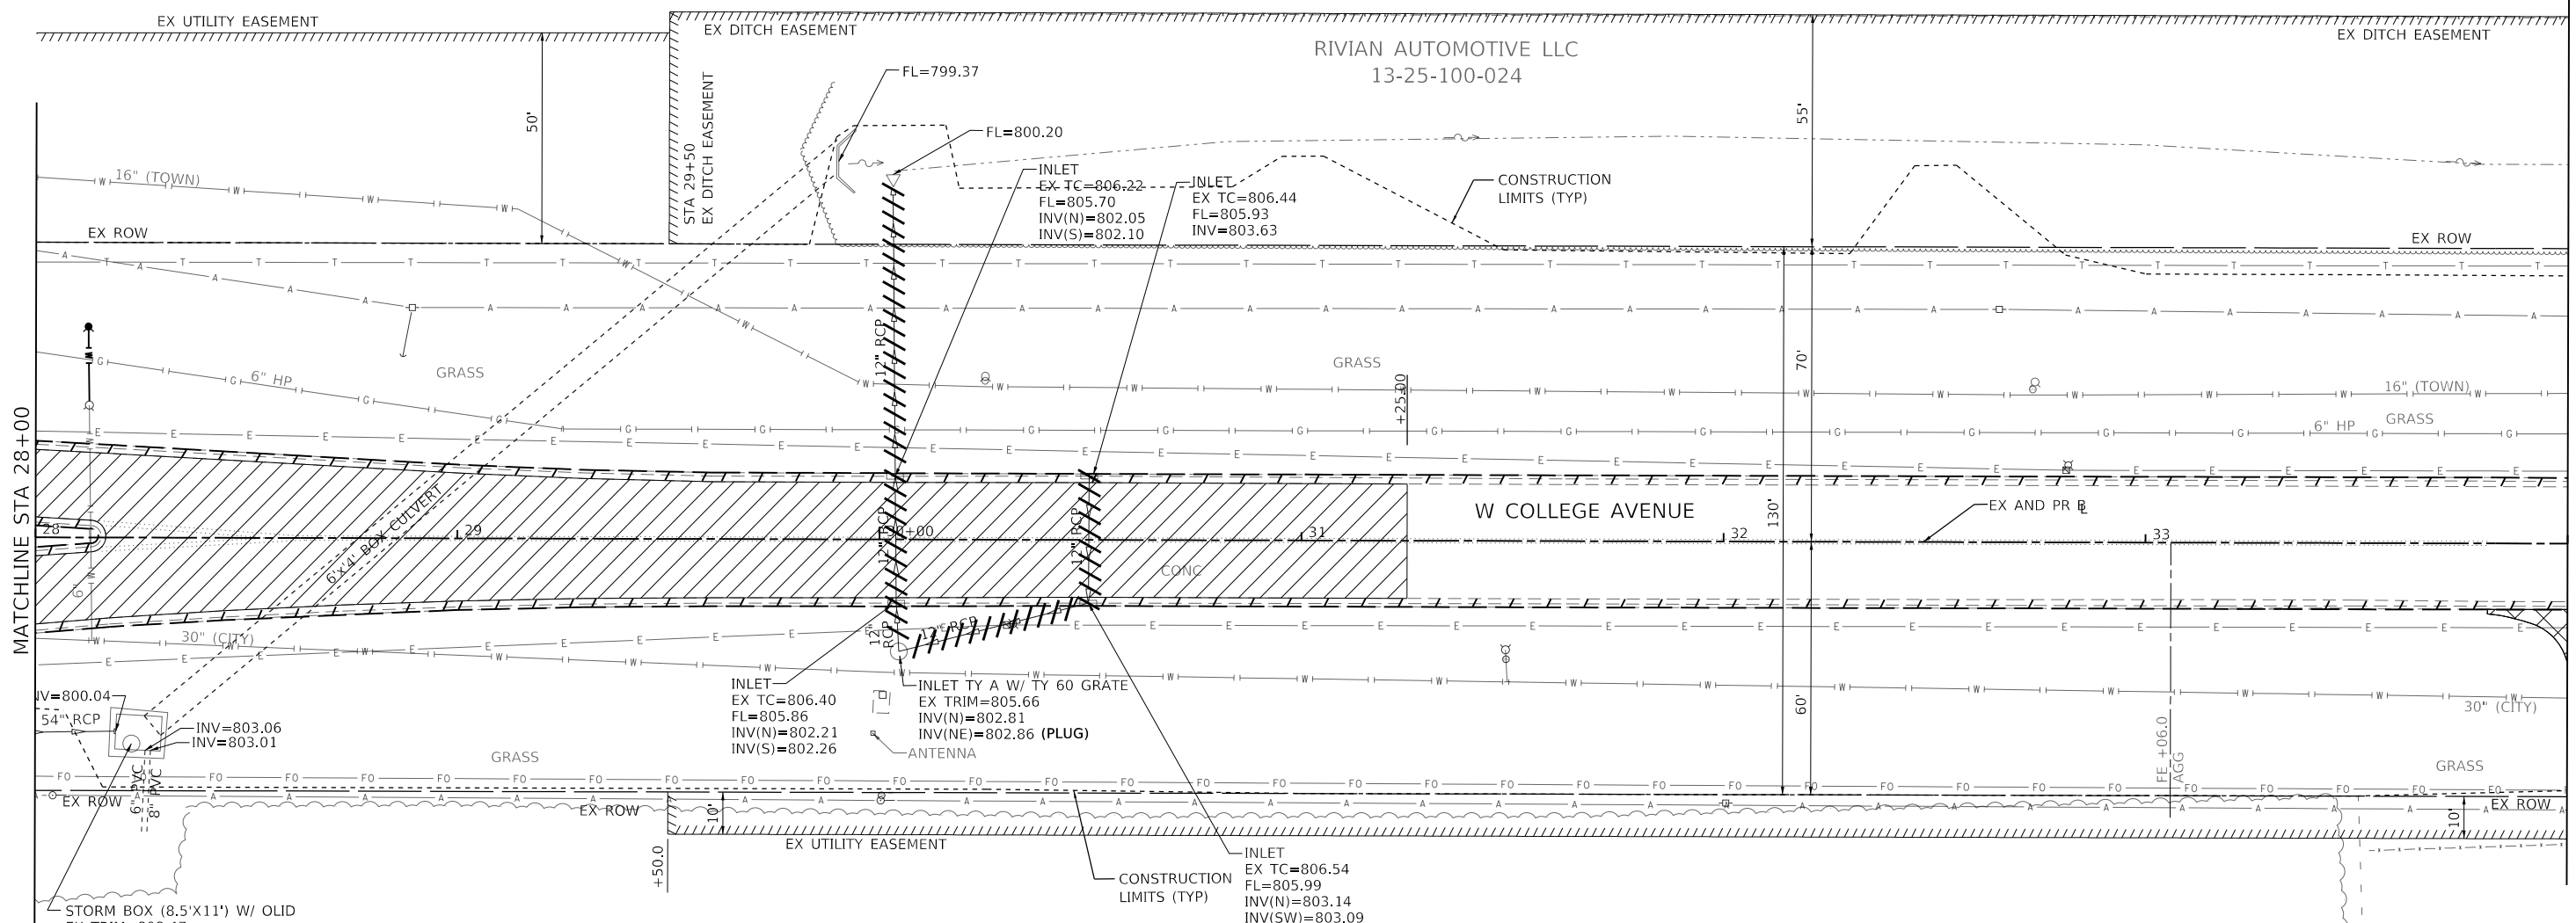 EX UTILITY EASEMENT
EX DITCH EASEMENT
RIVIAN AUTOMOTIVE LLC
13-25-100-024
EX DITCH EASEMENT
50'
STA 29+50
EX DITCH EASEMENT
FL=799.37
FL=800.20
55'
16" (TOWN)
INLET
EX TC=806.22
FL=805.70
INV(N)=802.05
INV(S)=802.10
INLET
EX TC=806.44
FL=805.93
INV=803.63
CONSTRUCTION
LIMITS (TYP)
EX ROW
EX ROW
12" RCP
GRASS
6" HP
GRASS
+25.00
70'
16" (TOWN)
GRASS
6" HP
MATCHLINE STA 28+00
28
29
30+00
31
32
33
6'X4' BOX CULVERT
12" RCP
12" RCP
W COLLEGE AVENUE
130'
EX AND PR BL
CONC
6'
30" (CITY)
12"
RCP
12" RCP
INLET
EX TC=806.40
FL=805.86
INV(N)=802.21
INV(S)=802.26
INLET TY A W/ TY 60 GRATE
EX TRIM=805.66
INV(N)=802.81
INV(NE)=802.86 (PLUG)
ANTENNA
60'
30" (CITY)
NV=800.04
54" RCP
INV=803.06
INV=803.01
GRASS
6" PVC
8" PVC
FE +06.0
AGG
GRASS
EX ROW
EX ROW
EX ROW
10'
10'
EX UTILITY EASEMENT
+50.0
CONSTRUCTION
LIMITS (TYP)
INLET
EX TC=806.54
FL=805.99
INV(N)=803.14
INV(SW)=803.09
STORM BOX (8.5'X11') W/ OLID